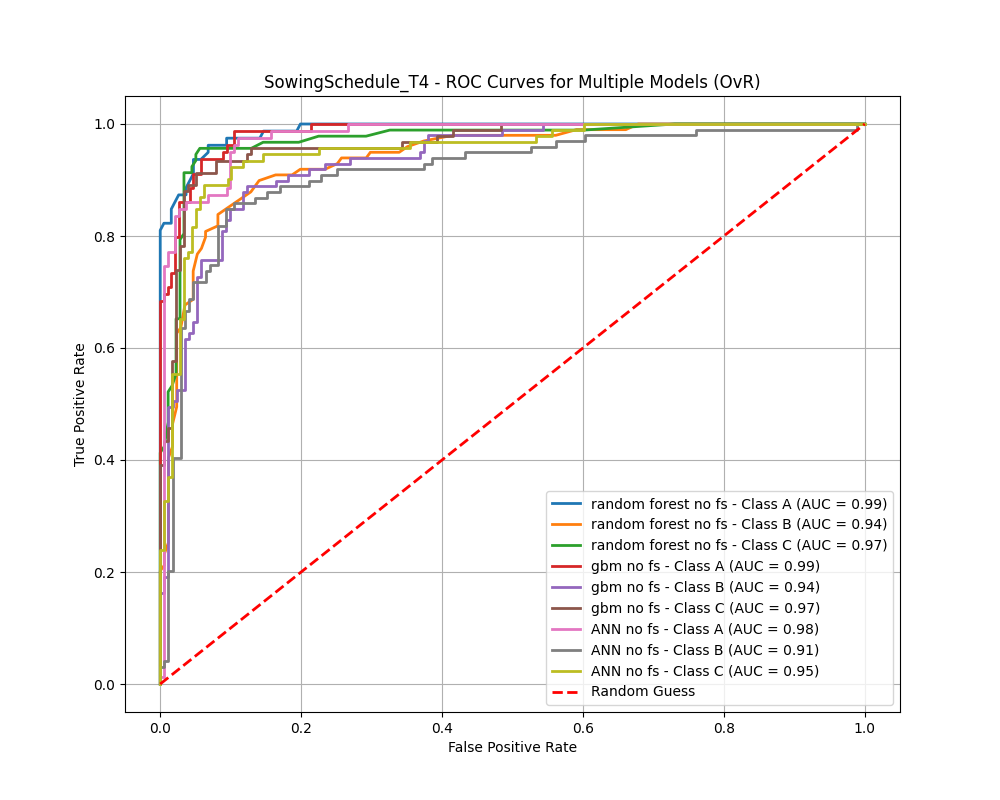 SowingSchedule_T4 - ROC Curves for Multiple Models (OvR)
1.0
0.8
0.6
0.4
0.2
0.0
True Positive Rate
random forest no fs - Class A (AUC = 0.99)
random forest no fs - Class B (AUC = 0.94)
random forest no fs - Class C (AUC = 0.97)
gbm no fs - Class A (AUC = 0.99)
gbm no fs - Class B (AUC = 0.94)
gbm no fs - Class C (AUC = 0.97)
ANN no fs - Class A (AUC = 0.98)
ANN no fs - Class B (AUC = 0.91)
ANN no fs - Class C (AUC = 0.95)
Random Guess
0.0 0.2 0.4 0.6 0.8 1.0
False Positive Rate